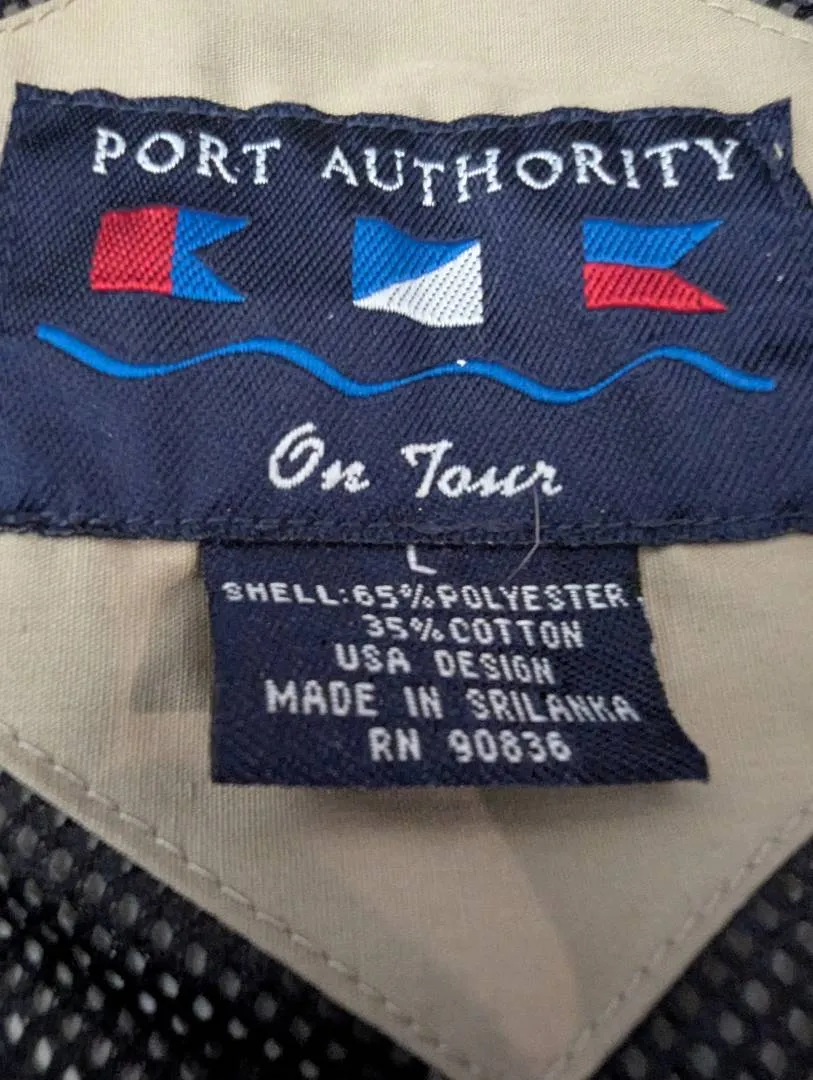 PORT AUTHORITY
On Tour
L
SHELL:65%POLYESTER,
35%COTTON
USA DESIGN
MADE IN SRILANKA
RN 90836